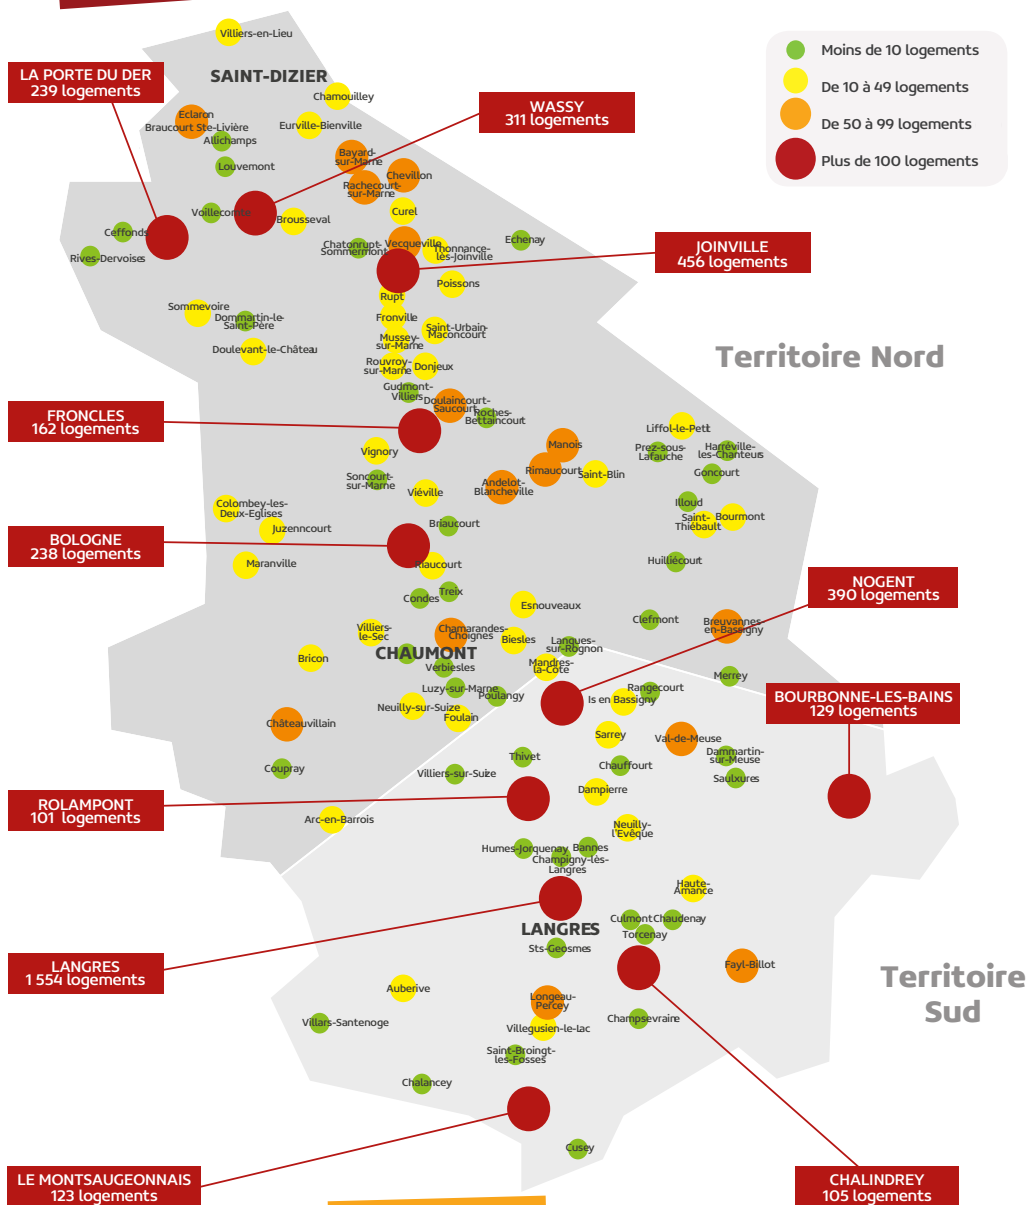 Villiers-en-Lieu
SAINT-DIZIER
LA PORTE DU DER
239 logements
Chamouilley
WASSY
311 logements
Moins de 10 logements
De 10 à 49 logements
De 50 à 99 logements
Plus de 100 logements
Eclaron
Braucourt Ste-Livière
Allichamps
Eurville-Bienville
Louvemont
Bayard-
sur-Marne
Chevillon
Rachecourt-
sur-Marne
Voillecomte
Brousseval
Curel
Ceffonds
Rives-Dervoises
Chatonrupt-
Sommermont
Vecqueville
Thonnance-
lès-Joinville
Echenay
JOINVILLE
456 logements
Poissons
Rupt
Sommevoire
Dommartin-le-
Saint-Père
Fronville
Saint-Urbain-
Maconcourt
Mussey-
sur-Marne
Doulevant-le-Château
Rouvroy-
sur-Marne
Donjeux
Territoire Nord
Gudmont-
Villiers
Doulaincourt-
Saucourt
Roches-
Bettaincourt
FRONCLES
162 logements
Liffol-le-Petit
Vignory
Manois
Prez-sous-
Lafauche
Harréville-
les-Chanteurs
Soncourt-
sur-Marne
Rimaucourt
Saint-Blin
Goncourt
Viéville
Andelot-
Blancheville
Colombey-les-
Deux-Eglises
Illoud
Saint-
Thiébault
Bourmont
Juzenncourt
Briaucourt
BOLOGNE
238 logements
Maranville
Riaucourt
Huilliécourt
NOGENT
390 logements
Condes
Treix
Esnouveaux
Clefmont
Breuvannes-
en-Bassigny
Villiers-
le-Sec
Chamarandes-
Choignes
Biesles
Lanques-
sur-Rognon
CHAUMONT
Bricon
Verbiesles
Mandres-
la-Côte
Merrey
Luzy-sur-Marne
Poulangy
Rangecourt
Is en Bassigny
BOURBONNE-LES-BAINS
129 logements
Neuilly-sur-Suize
Foulain
Châteauvillain
Sarrey
Val-de-Meuse
Dammartin-
sur-Meuse
Coupray
Villiers-sur-Suize
Thivet
Chauffourt
Saulxures
ROLAMPONT
101 logements
Dampierre
Arc-en-Barrois
Neuilly-
l'Evêque
Humes-Jorquenay
Bannes
Champigny-lès-
Langres
Haute-
Amance
Culmont
Chaudenay
LANGRES
Torcenay
Sts-Geosmes
LANGRES
1 554 logements
Fayl-Billot
Territoire
Sud
Auberive
Longeau-
Percey
Villars-Santenoge
Villegusien-le-lac
Champsevraine
Saint-Broingt-
les-Fosses
Chalancey
Cusey
LE MONTSAUGEONNAIS
123 logements
CHALINDREY
105 logements